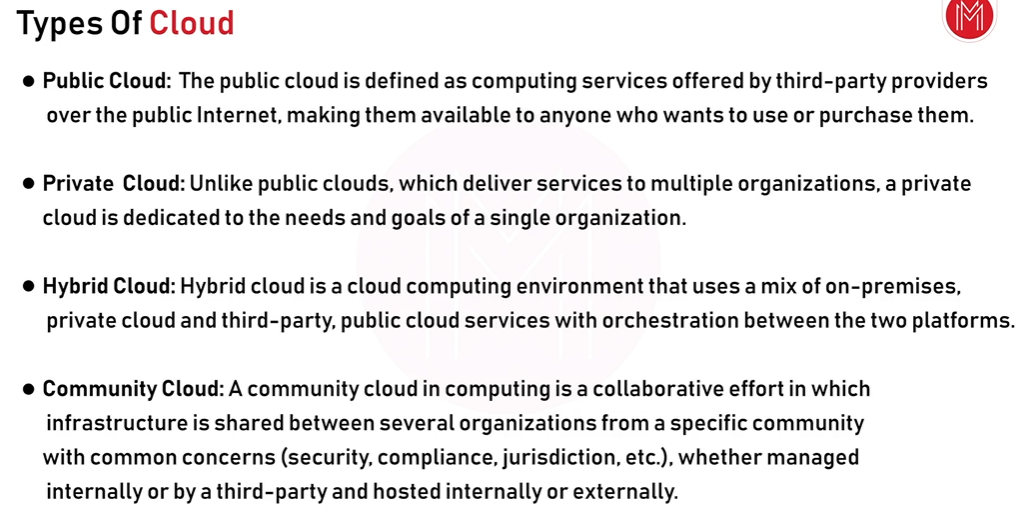 Types Of Cloud
● Public Cloud: The public cloud is defined as computing services offered by third-party providers
over the public Internet, making them available to anyone who wants to use or purchase them.
● Private Cloud: Unlike public clouds, which deliver services to multiple organizations, a private
cloud is dedicated to the needs and goals of a single organization.
● Hybrid Cloud: Hybrid cloud is a cloud computing environment that uses a mix of on-premises,
private cloud and third-party, public cloud services with orchestration between the two platforms.
● Community Cloud: A community cloud in computing is a collaborative effort in which
infrastructure is shared between several organizations from a specific community
with common concerns (security, compliance, jurisdiction, etc.), whether managed
internally or by a third-party and hosted internally or externally.